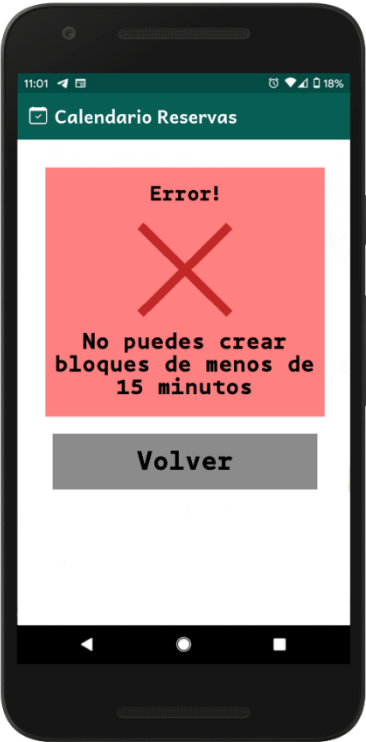 11:01 18%
Calendario Reservas
Error!
No puedes crear
bloques de menos de
15 minutos
Volver